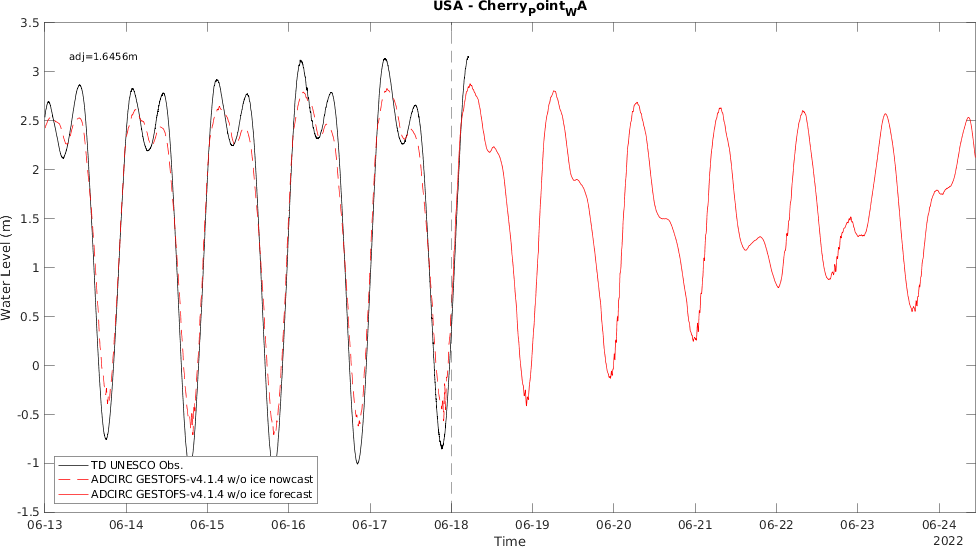 USA - CherryPointWA
3.5
adj=1.6456m
3
2.5
2
1.5
1
0.5
0
-0.5
-1
-1.5
Water Level (m)
TD UNESCO Obs.
ADCIRC GESTOFS-v4.1.4 w/o ice nowcast
ADCIRC GESTOFS-v4.1.4 w/o ice forecast
06-13 06-14 06-15 06-16 06-17 06-18 06-19 06-20 06-21 06-22 06-23 06-24
Time
2022